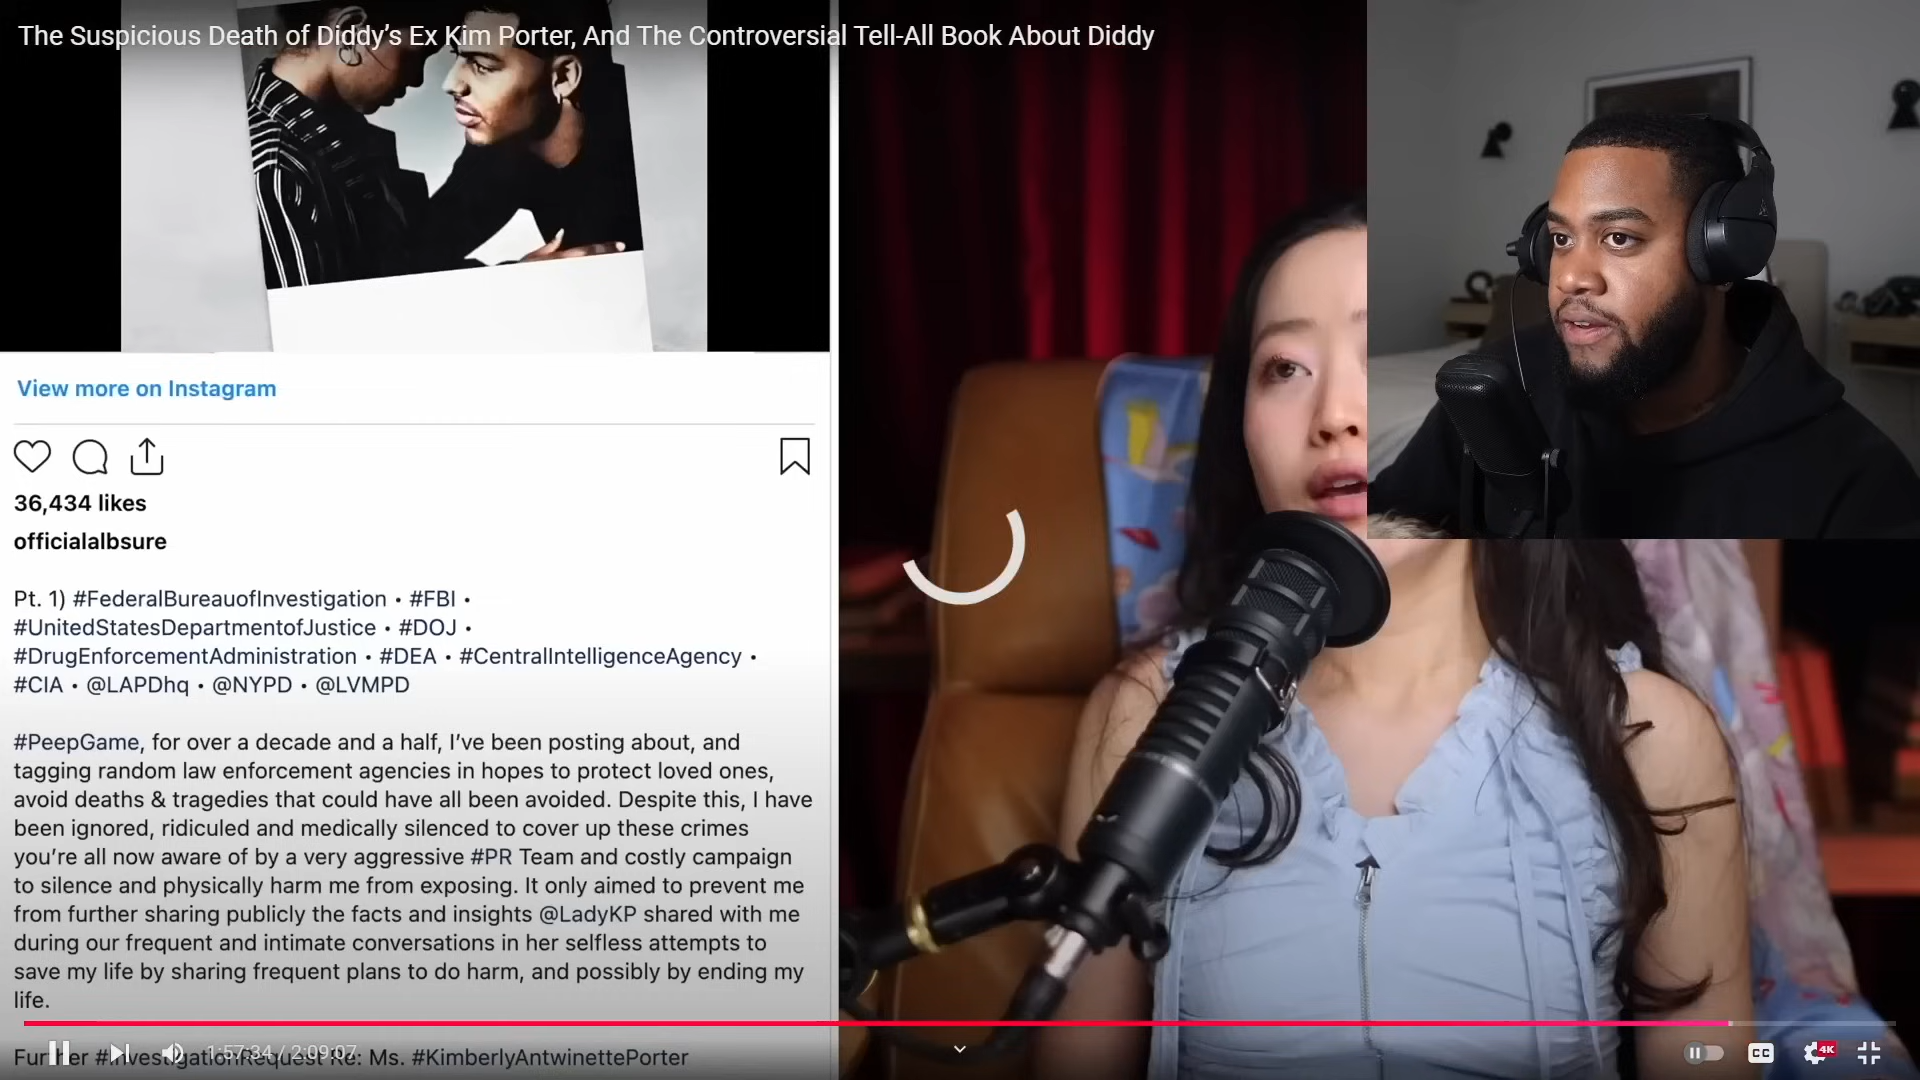 The Suspicious Death of Diddy’s Ex Kim Porter, And The Controversial Tell-All Book About Diddy
View more on Instagram
36,434 likes
officialalbsure
Pt. 1) #FederalBureauofInvestigation • #FBI •
#UnitedStatesDepartmentofJustice • #DOJ •
#DrugEnforcementAdministration • #DEA • #CentralIntelligenceAgency •
#CIA • @LAPDhq • @NYPD • @LVMPD
#PeepGame, for over a decade and a half, I’ve been posting about, and
tagging random law enforcement agencies in hopes to protect loved ones,
avoid deaths & tragedies that could have all been avoided. Despite this, I have
been ignored, ridiculed and medically silenced to cover up these crimes
you’re all now aware of by a very aggressive #PR Team and costly campaign
to silence and physically harm me from exposing. It only aimed to prevent me
from further sharing publicly the facts and insights @LadyKP shared with me
during our frequent and intimate conversations in her selfless attempts to
save my life by sharing frequent plans to do harm, and possibly by ending my
life.
Further #InvestigationRequest Re: Ms. #KimberlyAntwinettePorter
1:57:34 / 2:09:07
CC
4K